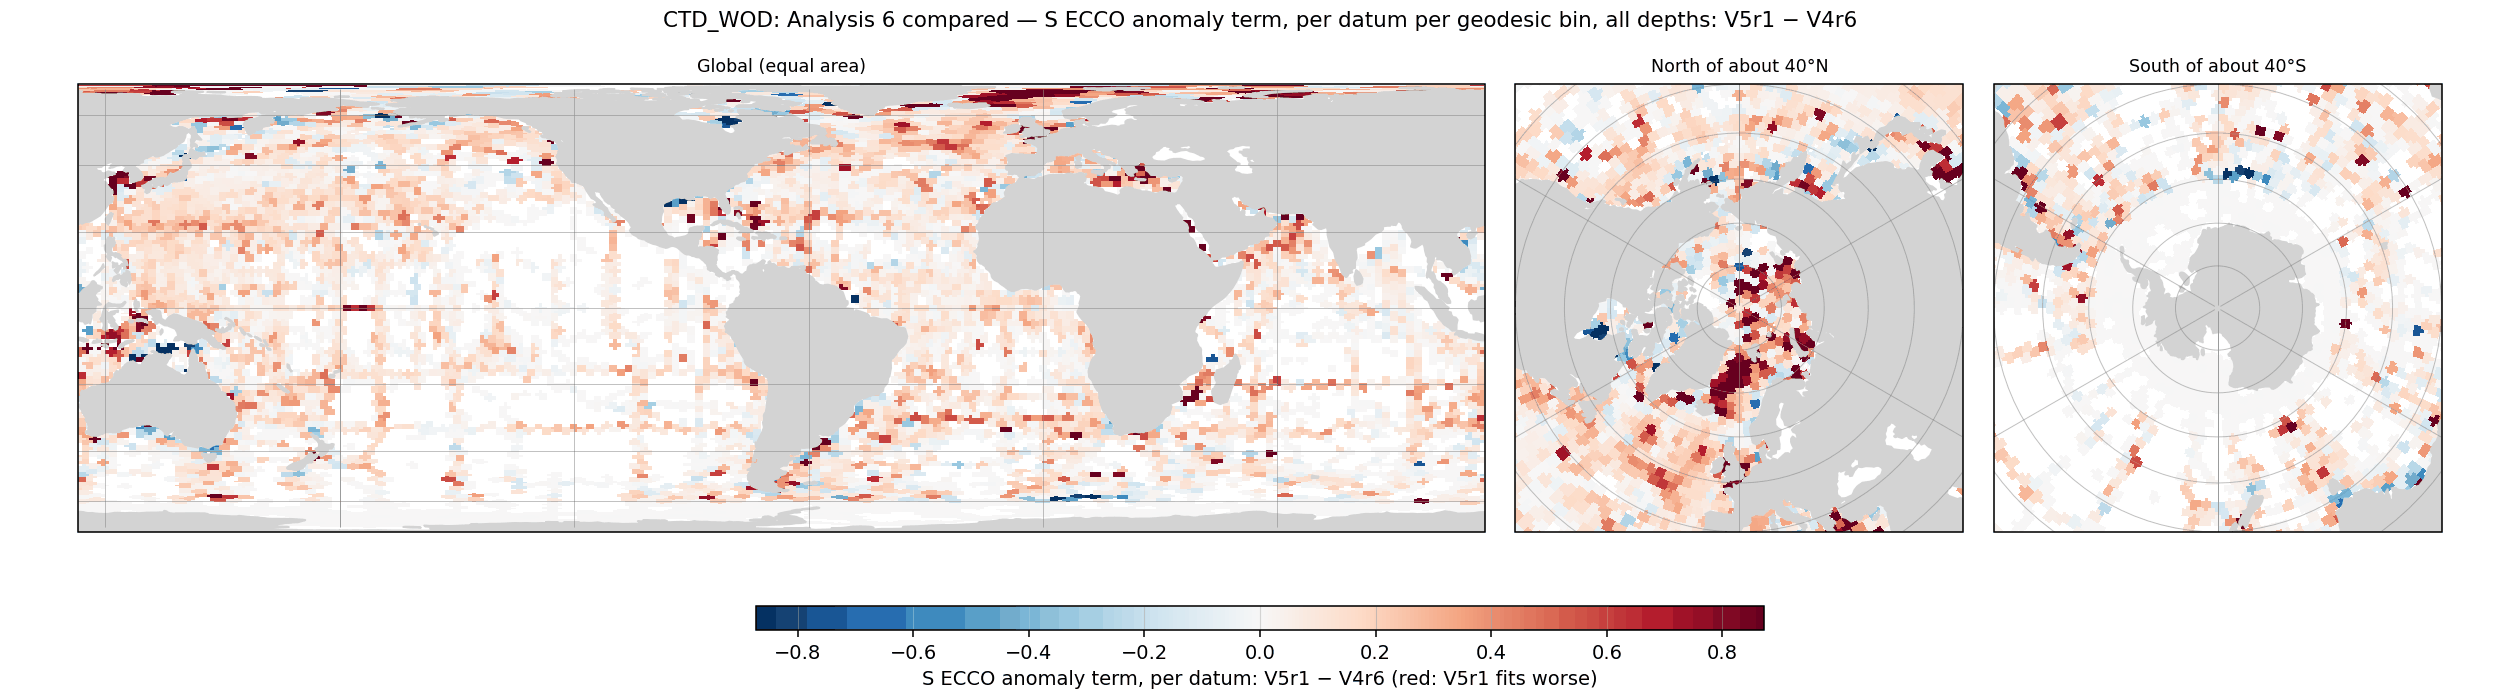 CTD_WOD: Analysis 6 compared — S ECCO anomaly term, per datum per geodesic bin, all depths: V5r1 − V4r6
Global (equal area)
North of about 40°N
South of about 40°S
−0.8
−0.6
−0.4
−0.2
0.0
0.2
0.4
0.6
0.8
S ECCO anomaly term, per datum: V5r1 − V4r6 (red: V5r1 fits worse)